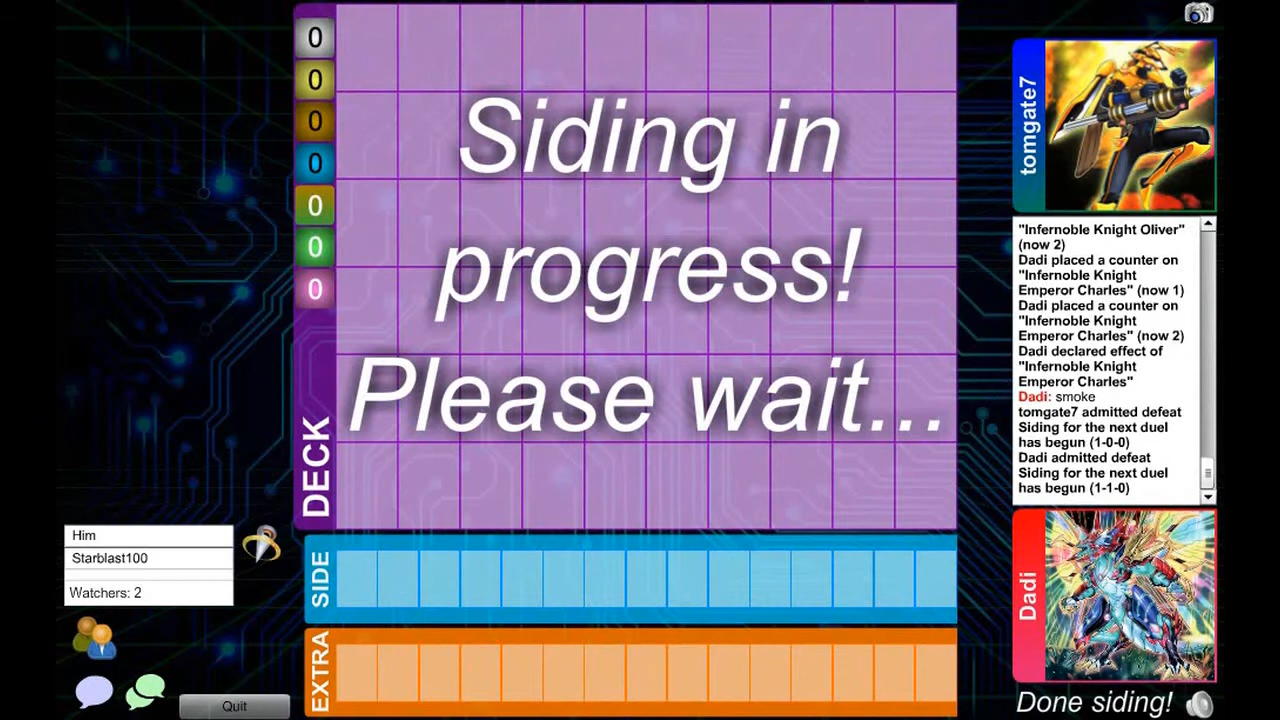 0
0
0
0
0
0
0
DECK
Siding in
progress!
Please wait...
SIDE
EXTRA
Him
Starblast100
Watchers: 2
Quit
tomgate7
"Infernoble Knight Oliver"
(now 2)
Dadi placed a counter on
"Infernoble Knight
Emperor Charles" (now 1)
Dadi placed a counter on
"Infernoble Knight
Emperor Charles" (now 2)
Dadi declared effect of
"Infernoble Knight
Emperor Charles"
Dadi: smoke
tomgate7 admitted defeat
Siding for the next duel
has begun (1-0-0)
Dadi admitted defeat
Siding for the next duel
has begun (1-1-0)
Dadi
Done siding!